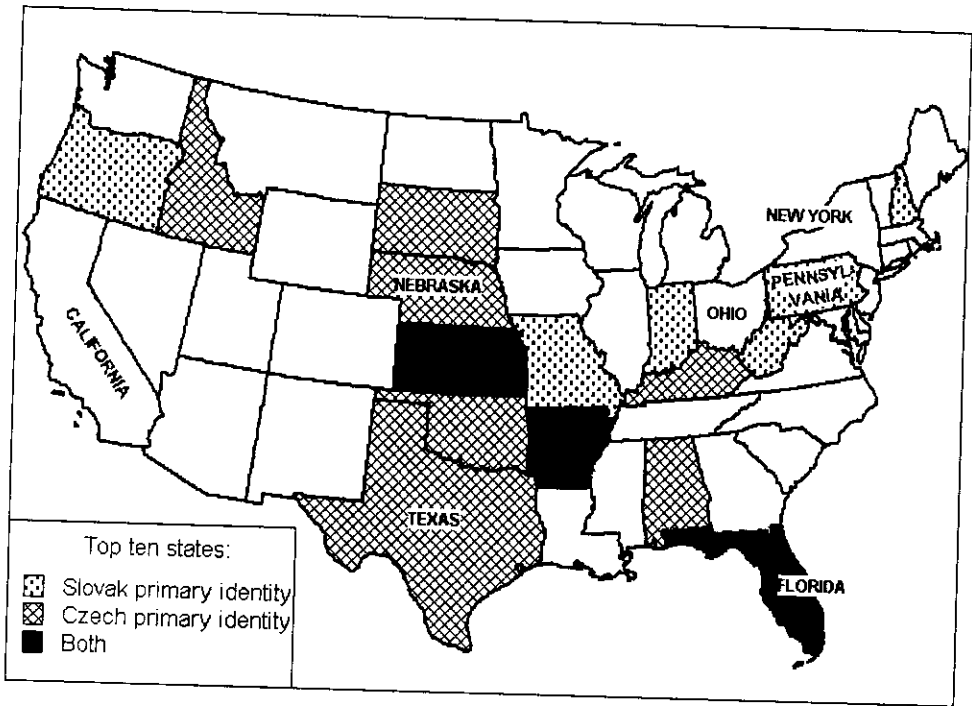 NEW YORK
PENNSYL-
VANIA
NEBRASKA
OHIO
CALIFORNIA
TEXAS
FLORIDA
Top ten states:
Slovak primary identity
Czech primary identity
Both